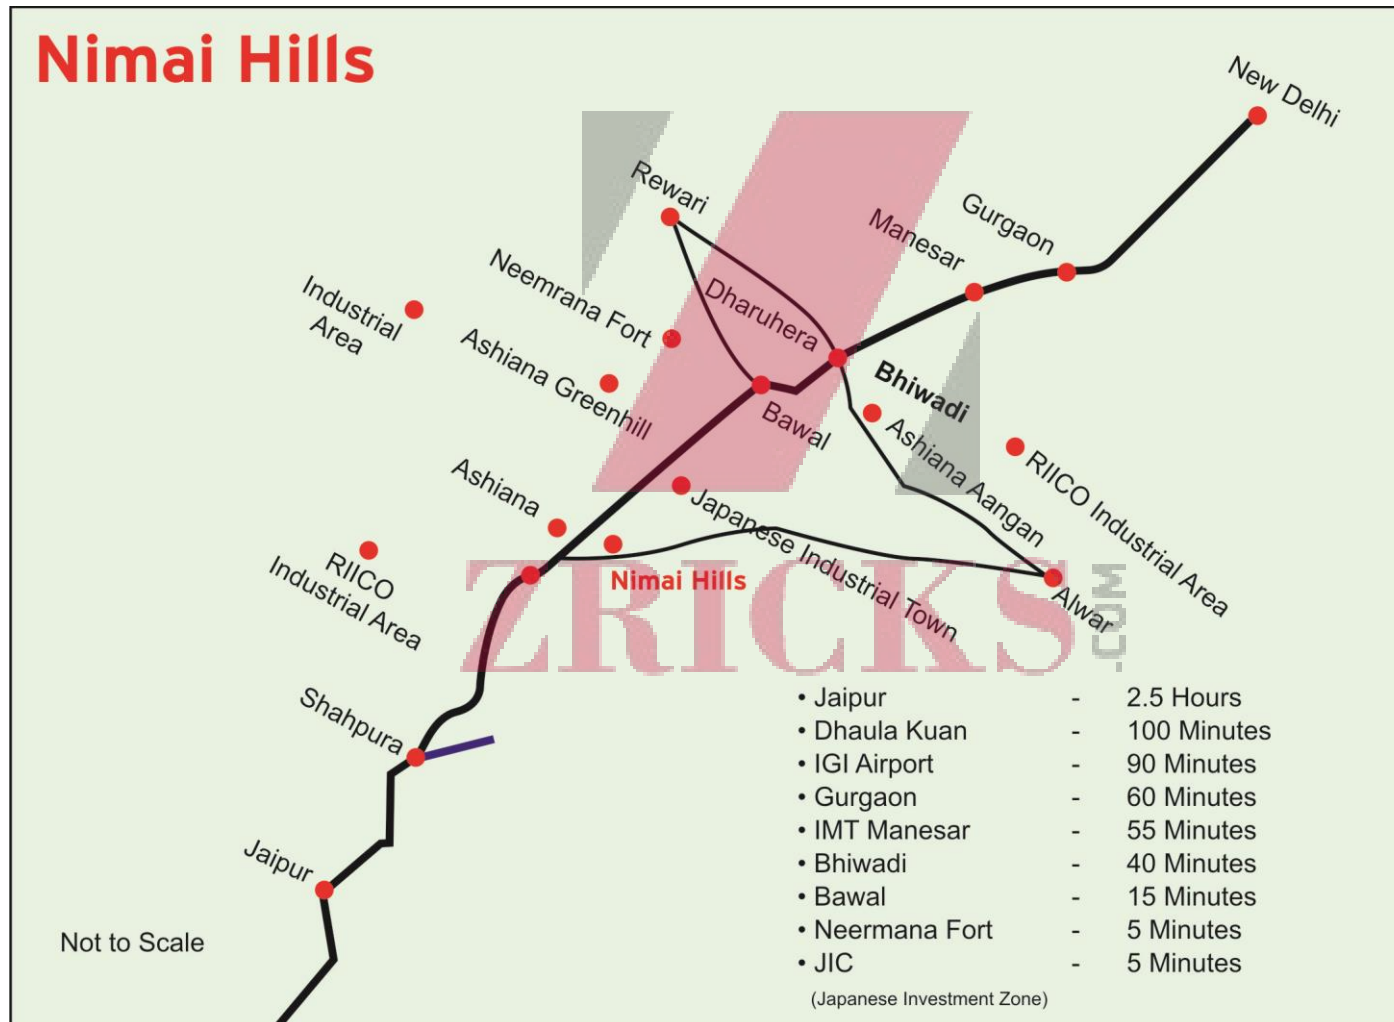 Nimai Hills
New Delhi
Rewari
Gurgaon
Manesar
Neemrana Fort
Dharuhera
Industrial
Area
Ashiana Greenhill
Bhiwadi
Bawal
Ashiana Aangan
RIICO Industrial Area
Ashiana
Japanese Industrial Town
RIICO
Industrial Area
Nimai Hills
Alwar
ZRICKS
.COM
Shahpura
Jaipur
Not to Scale
• Jaipur - 2.5 Hours
• Dhaula Kuan - 100 Minutes
• IGI Airport - 90 Minutes
• Gurgaon - 60 Minutes
• IMT Manesar - 55 Minutes
• Bhiwadi - 40 Minutes
• Bawal - 15 Minutes
• Neermana Fort - 5 Minutes
• JIC - 5 Minutes
(Japanese Investment Zone)